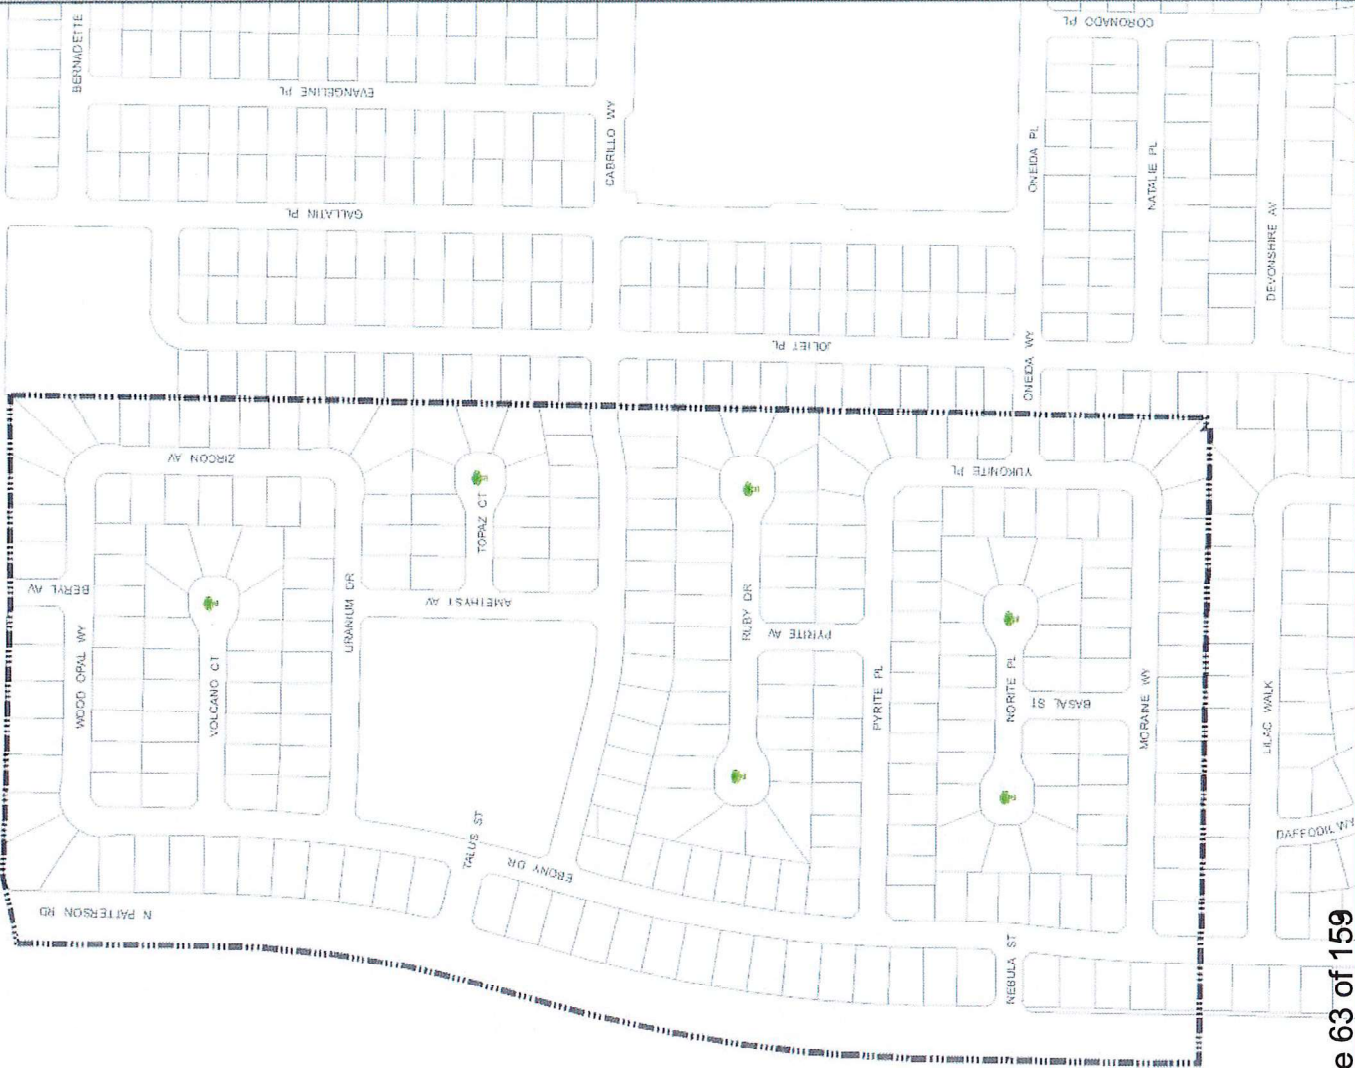 BERNADETTE
EVANGELINE PL
CABRILLO WY
GALLATIN PL
CORONADO PL
ONEIDA PL
NATALIE PL
DEVONSHIRE AV
JOLIET PL
ONEIDA WY
ZIRCON AV
YUKONITE PL
TOPAZ CT
BERYL AV
URANIUM DR
AMETHYST AV
RUBY DR
PYRITE AV
WOOD OPAL WY
VOLCANO CT
PYRITE PL
NORITE PL
BASAL ST
MORAINE WY
LILAC WALK
TALUS ST
EBONY DR
DAFFODIL WY
N PATTERSON RD
NEBULA ST
e 63 of 159